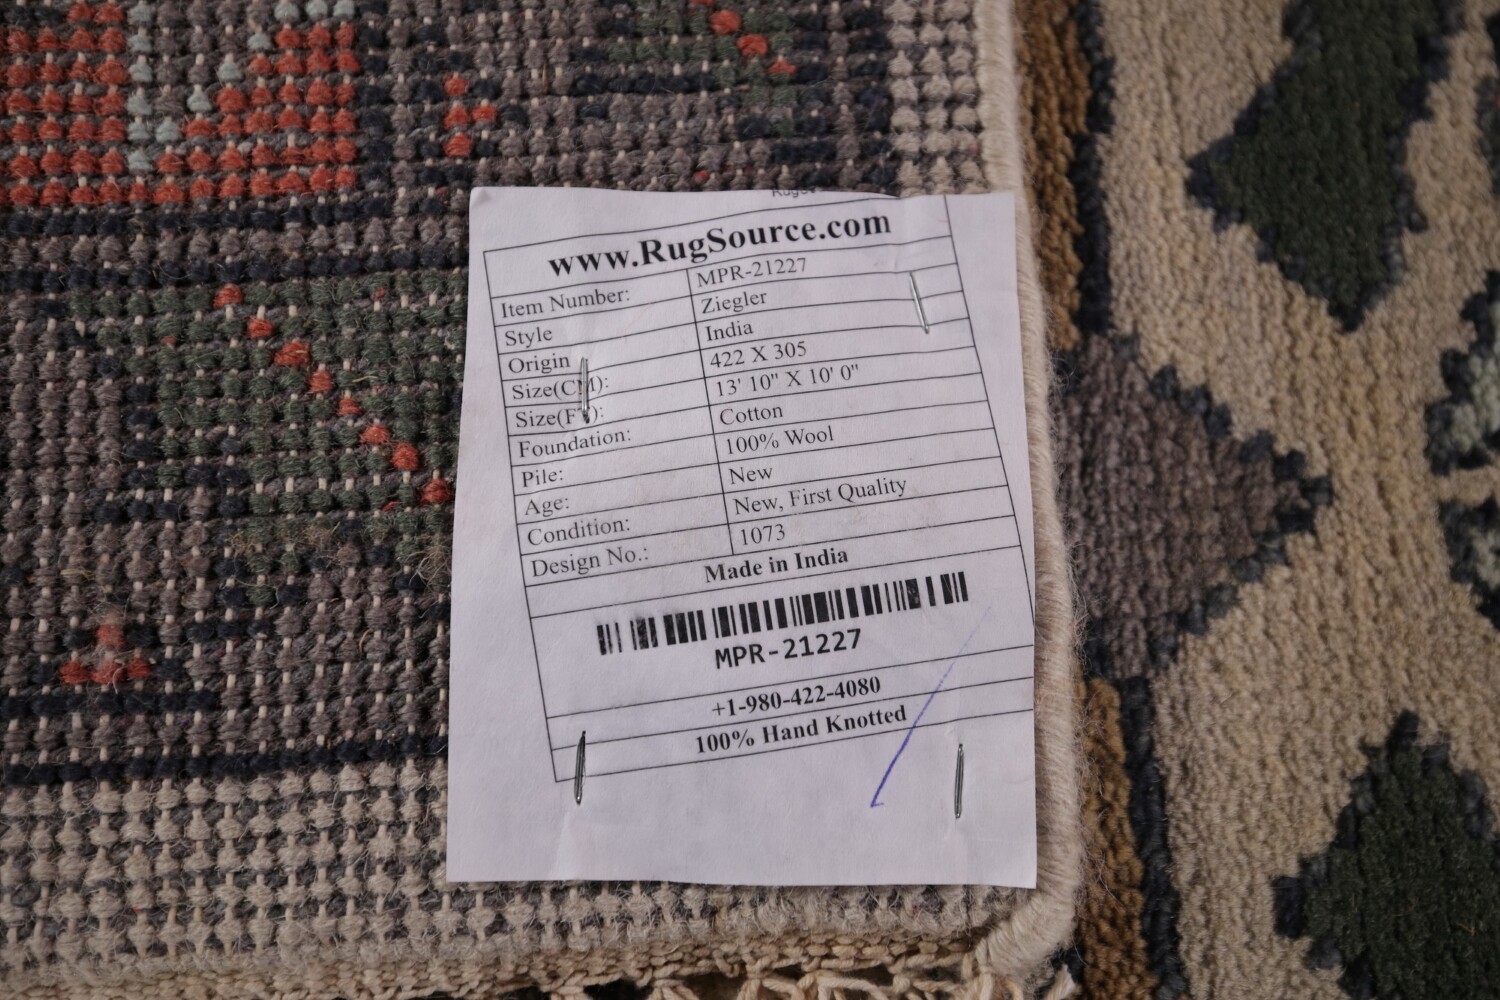 www.RugSource.com
Item Number: MPR-21227
Style Ziegler
Origin India
Size(CM): 422 X 305
Size(FT): 13' 10" X 10' 0"
Foundation: Cotton
Pile: 100% Wool
Age: New
Condition: New, First Quality
Design No.: 1073
Made in India
MPR-21227
+1-980-422-4080
100% Hand Knotted